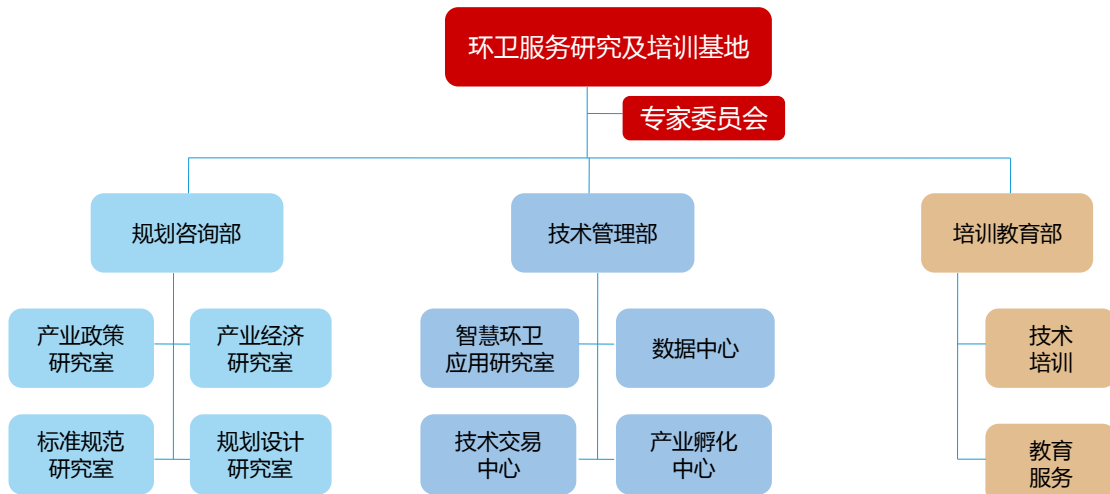 环卫服务研究及培训基地
专家委员会
规划咨询部
技术管理部
培训教育部
产业政策
研究室
产业经济
研究室
智慧环卫
应用研究室
数据中心
技术
培训
标准规范
研究室
规划设计
研究室
技术交易
中心
产业孵化
中心
教育
服务